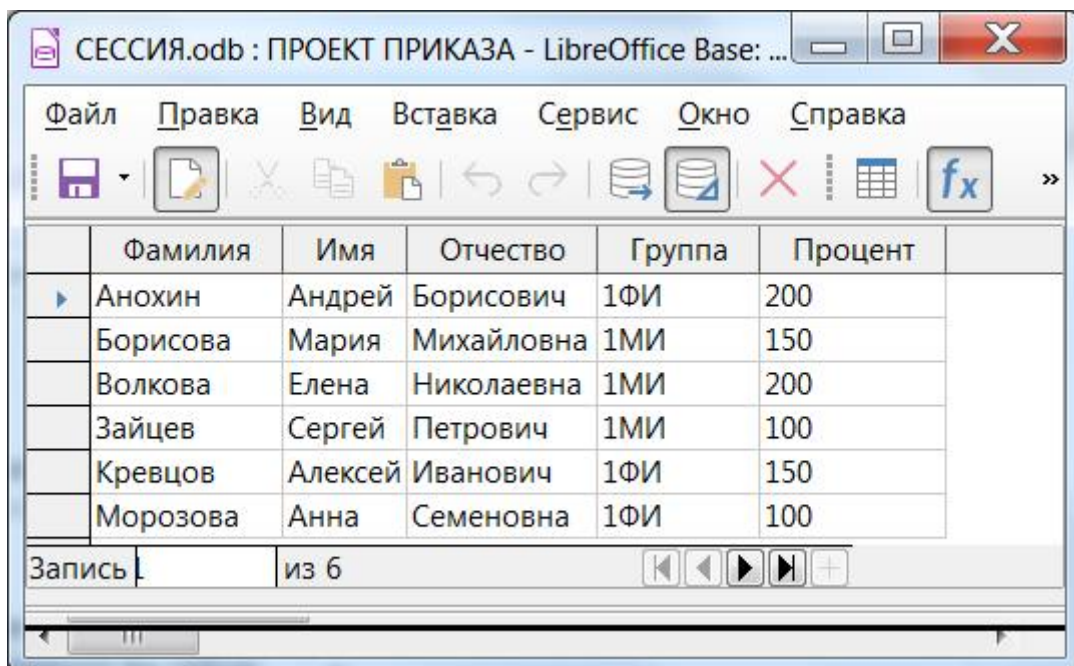 СЕССИЯ.odb : ПРОЕКТ ПРИКАЗА - LibreOffice Base: ...
Файл Правка Вид Вставка Сервис Окно Справка
fx »
Фамилия Имя Отчество Группа Процент
Анохин Андрей Борисович 1ФИ 200
Борисова Мария Михайловна 1МИ 150
Волкова Елена Николаевна 1МИ 200
Зайцев Сергей Петрович 1МИ 100
Кревцов Алексей Иванович 1ФИ 150
Морозова Анна Семеновна 1ФИ 100
Запись 1 из 6